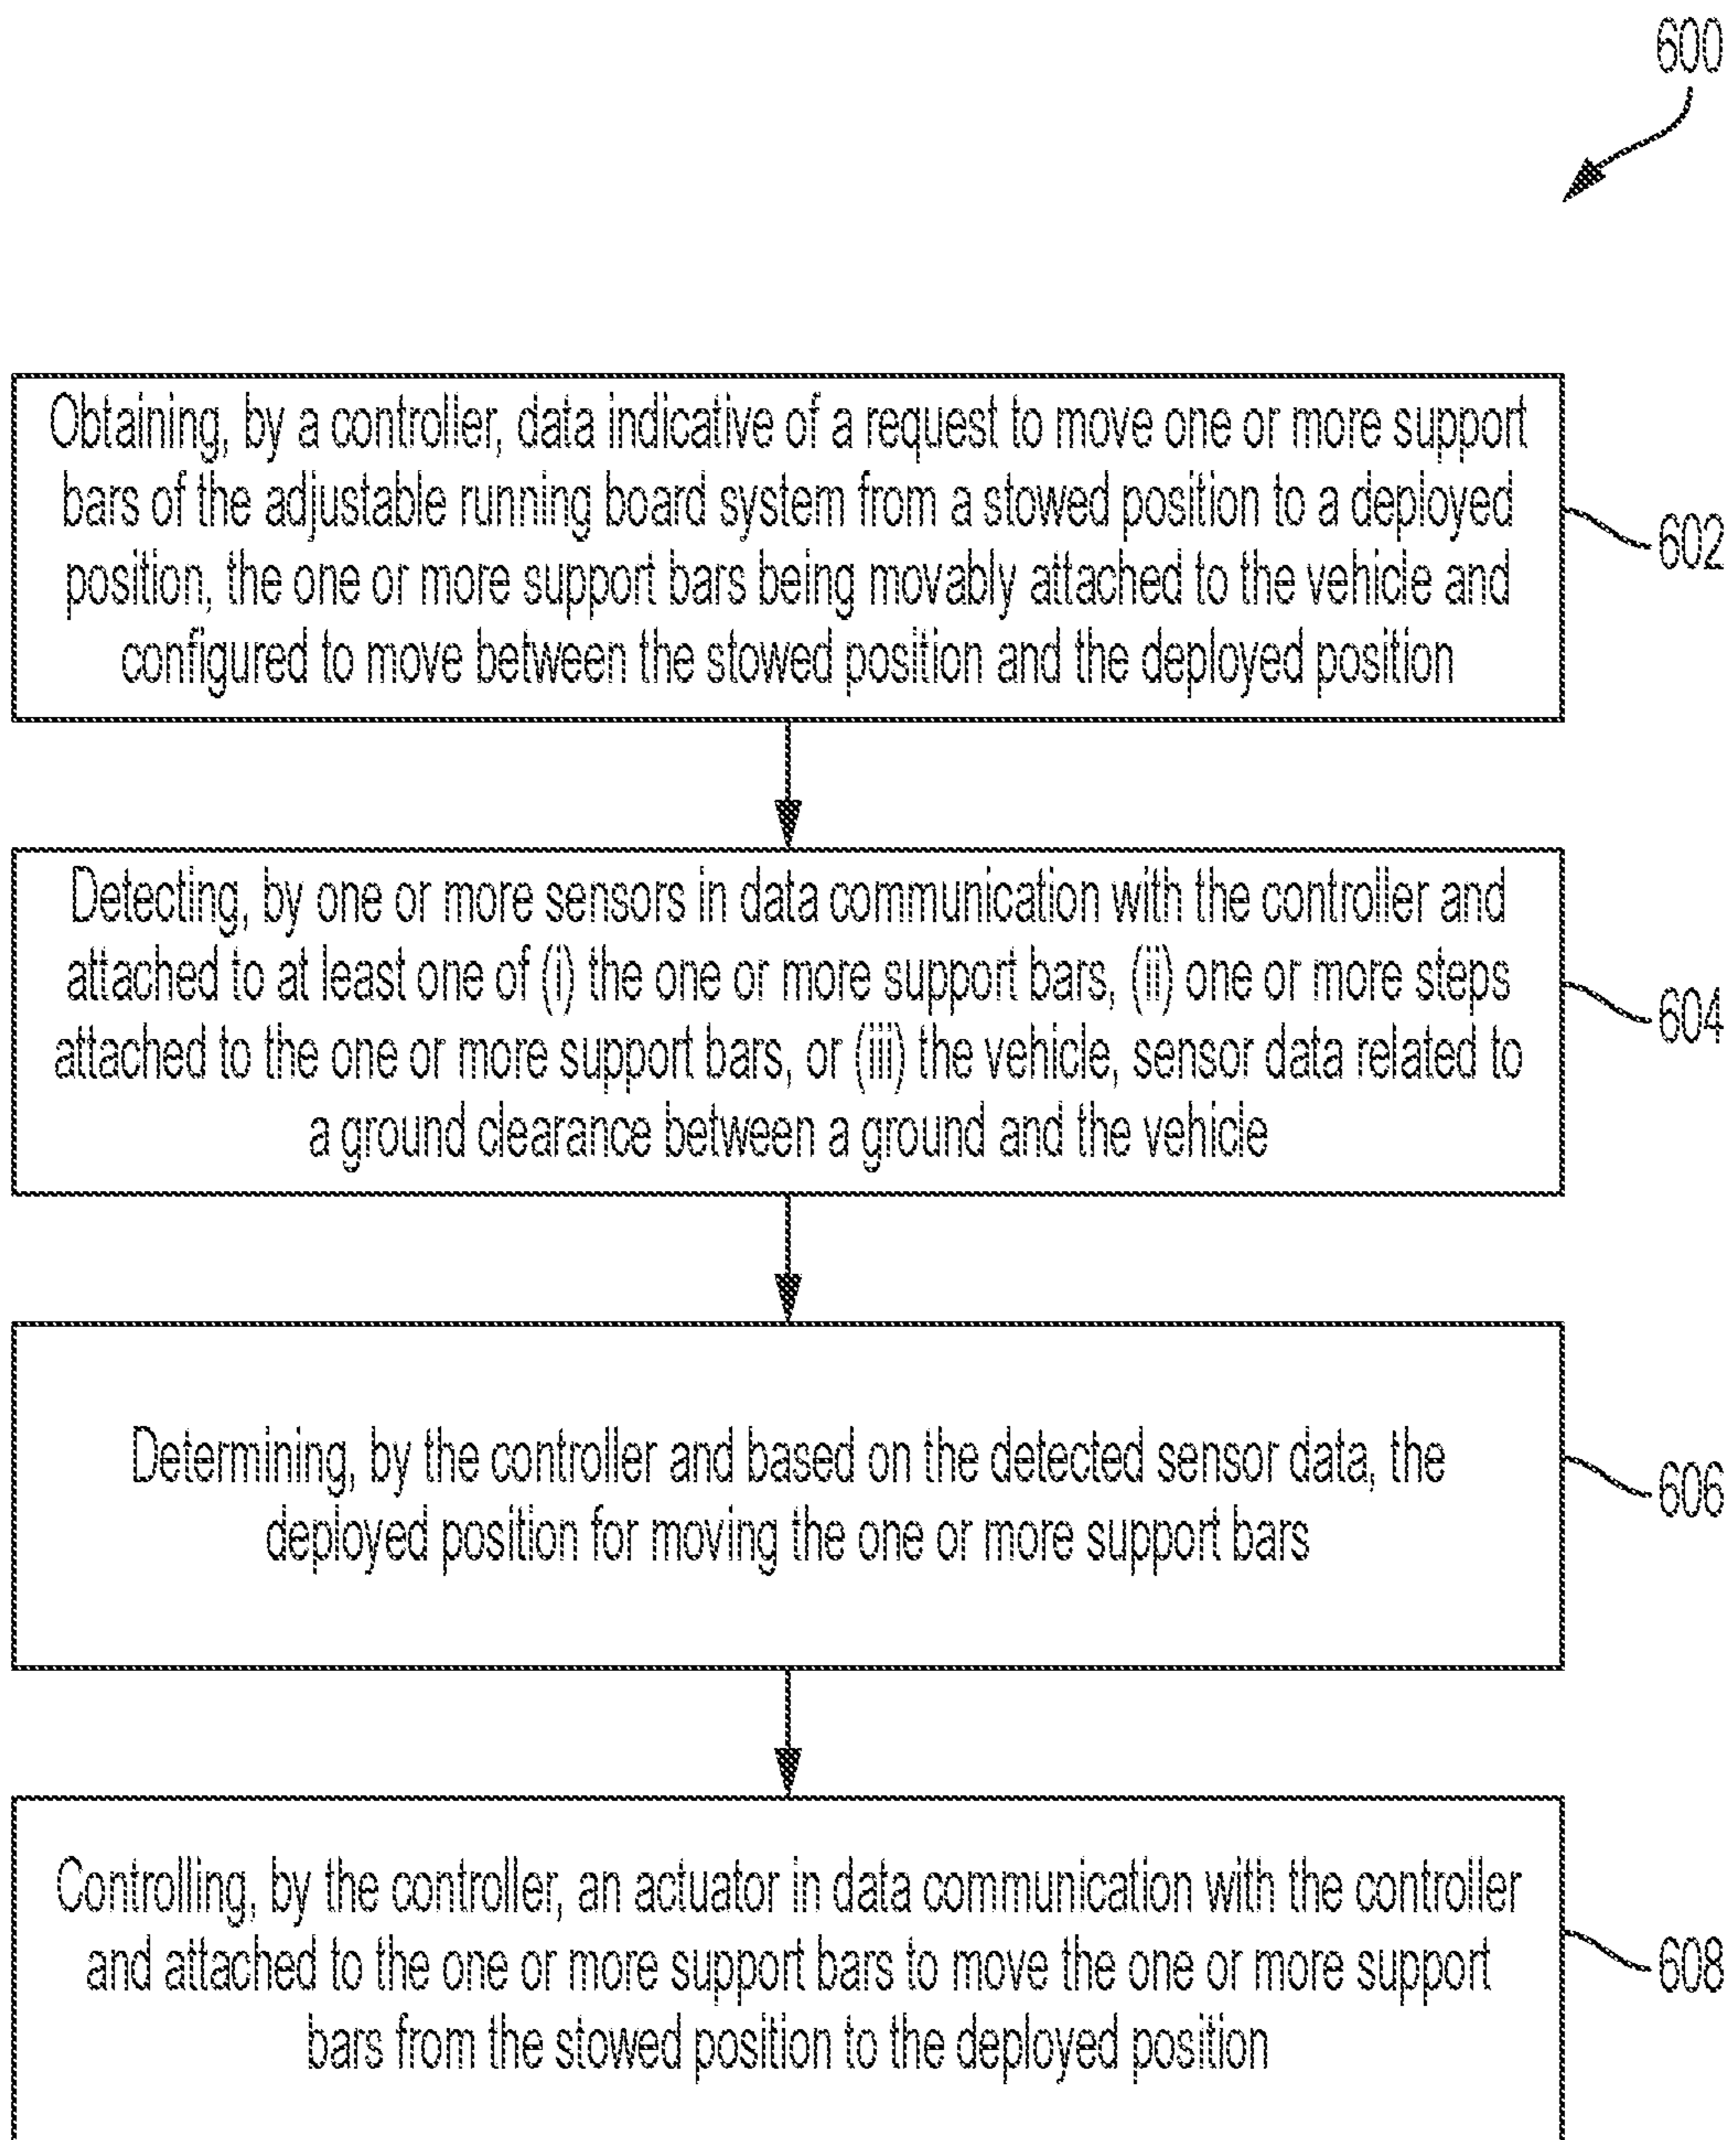 600
Obtaining, by a controller, data indicative of a request to move one or more support
bars of the adjustable running board system from a stowed position to a deployed
position, the one or more support bars being movably attached to the vehicle and
configured to move between the stowed position and the deployed position
602
Detecting, by one or more sensors in data communication with the controller and
attached to at least one of (i) the one or more support bars, (ii) one or more steps
attached to the one or more support bars, or (iii) the vehicle, sensor data related to
a ground clearance between a ground and the vehicle
604
Determining, by the controller and based on the detected sensor data, the
deployed position for moving the one or more support bars
606
Controlling, by the controller, an actuator in data communication with the controller
and attached to the one or more support bars to move the one or more support
bars from the stowed position to the deployed position
608